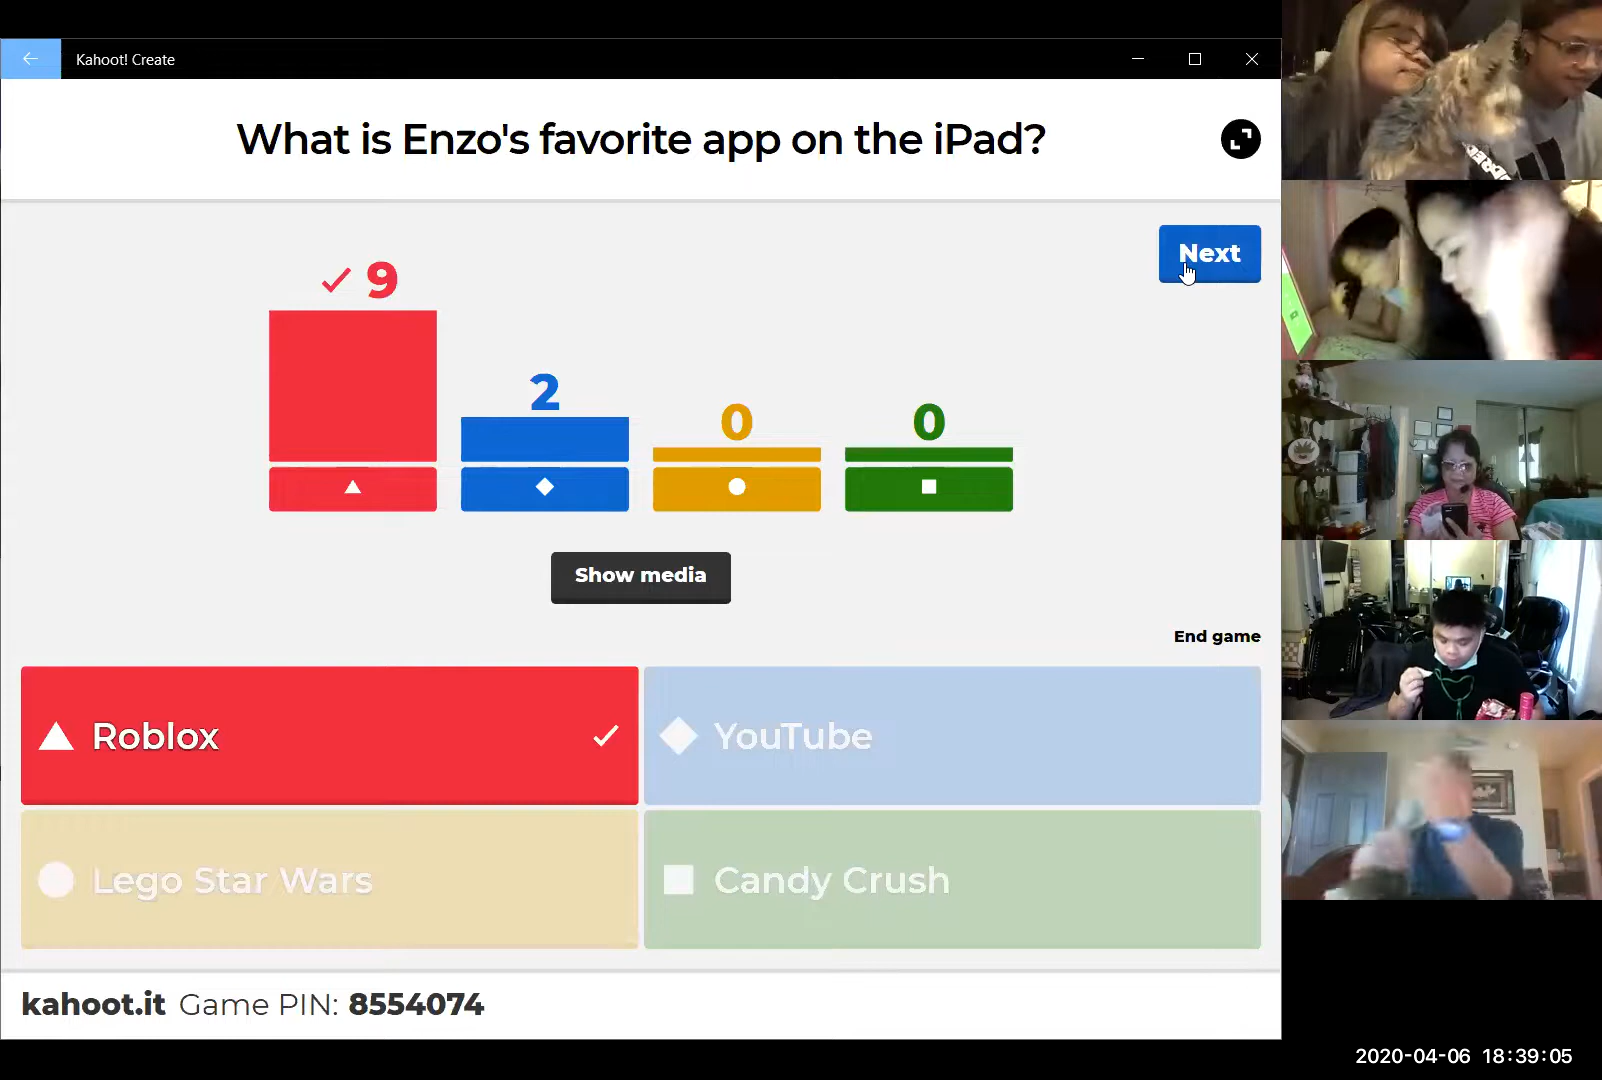 Kahoot! Create
What is Enzo's favorite app on the iPad?
Next
9
2
0
0
Show media
End game
Roblox
YouTube
Lego Star Wars
Candy Crush
kahoot.it Game PIN: 8554074
2020-04-06 18:39:05